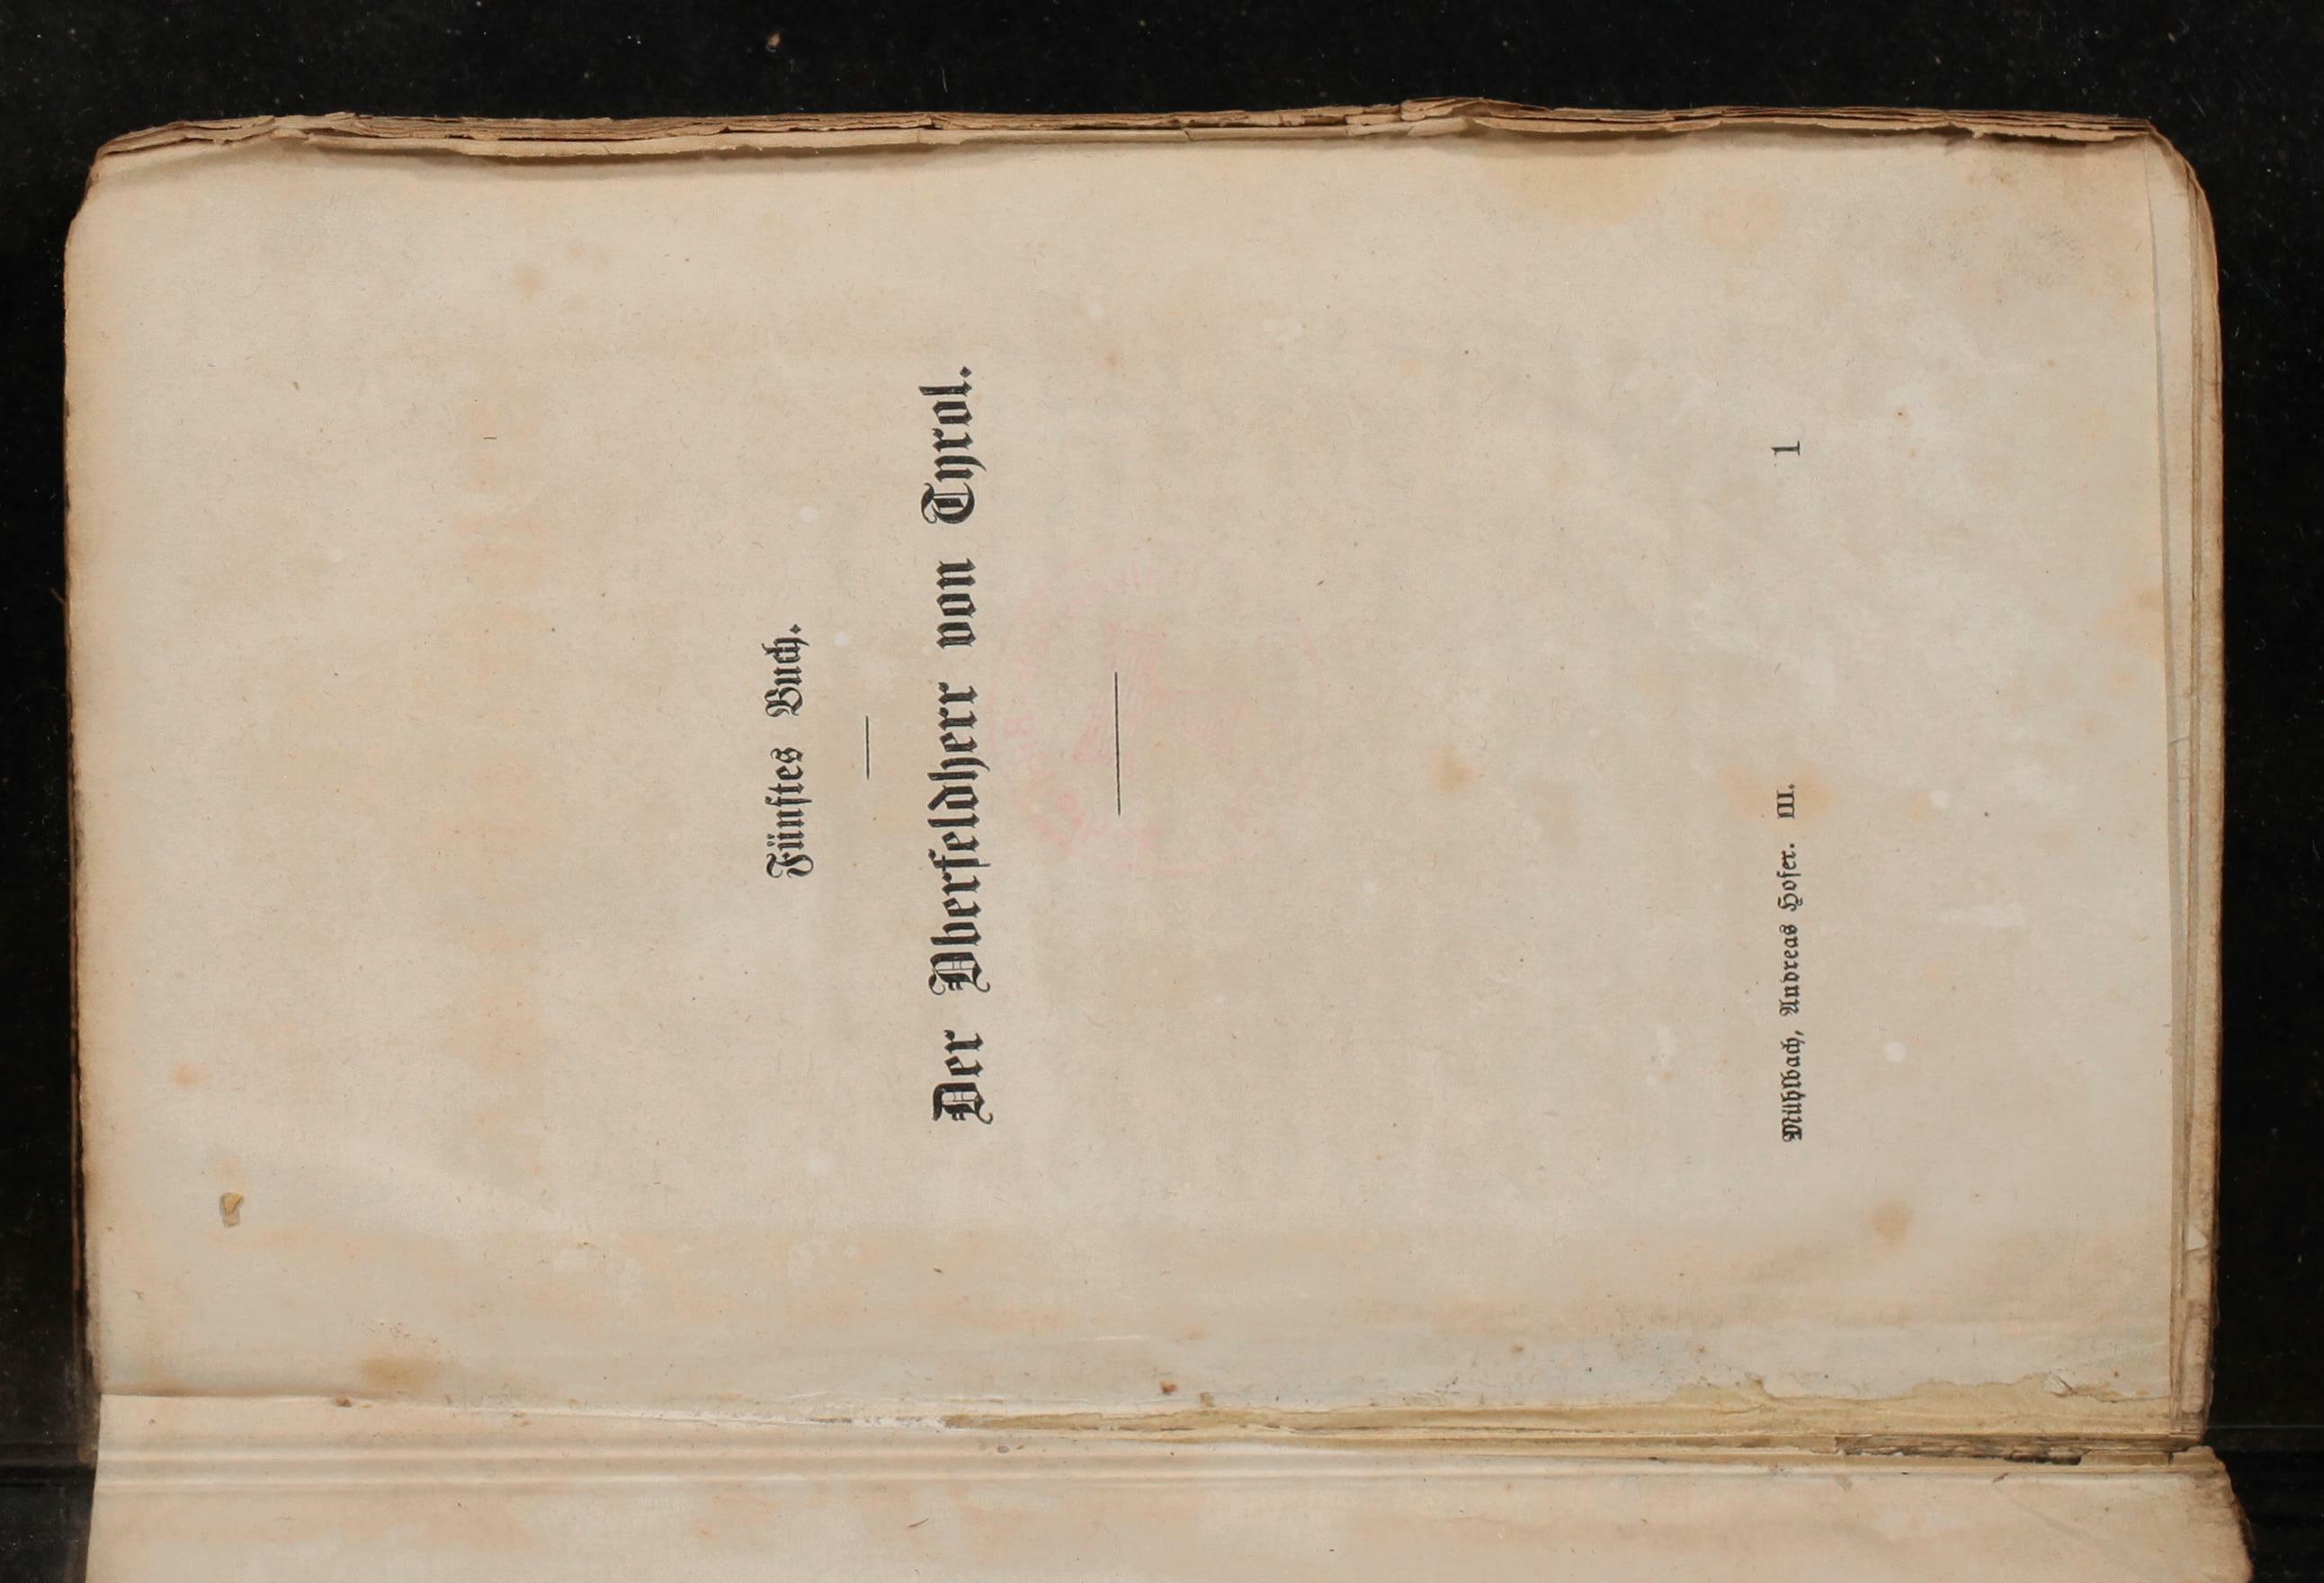 Fünftes Buch.
Der Oberfeldherr von Tyrol.
Mühlbach, Andreas Hofer. III. 1